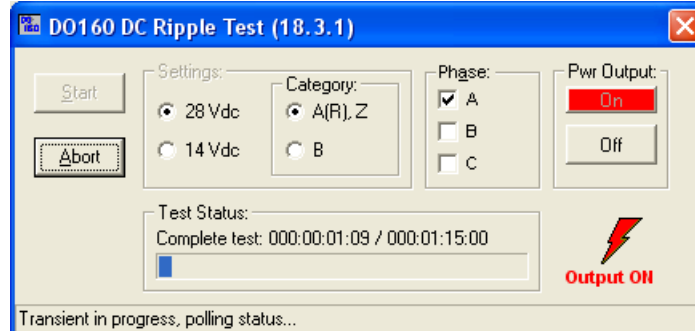 DO160 DC Ripple Test (18.3.1)
Start
Abort
Settings:
28 Vdc
14 Vdc
Category:
A(R), Z
B
Phase:
A
B
C
Pwr Output:
On
Off
Test Status:
Complete test: 000:00:01:09 / 000:01:15:00
Output ON
Transient in progress, polling status...